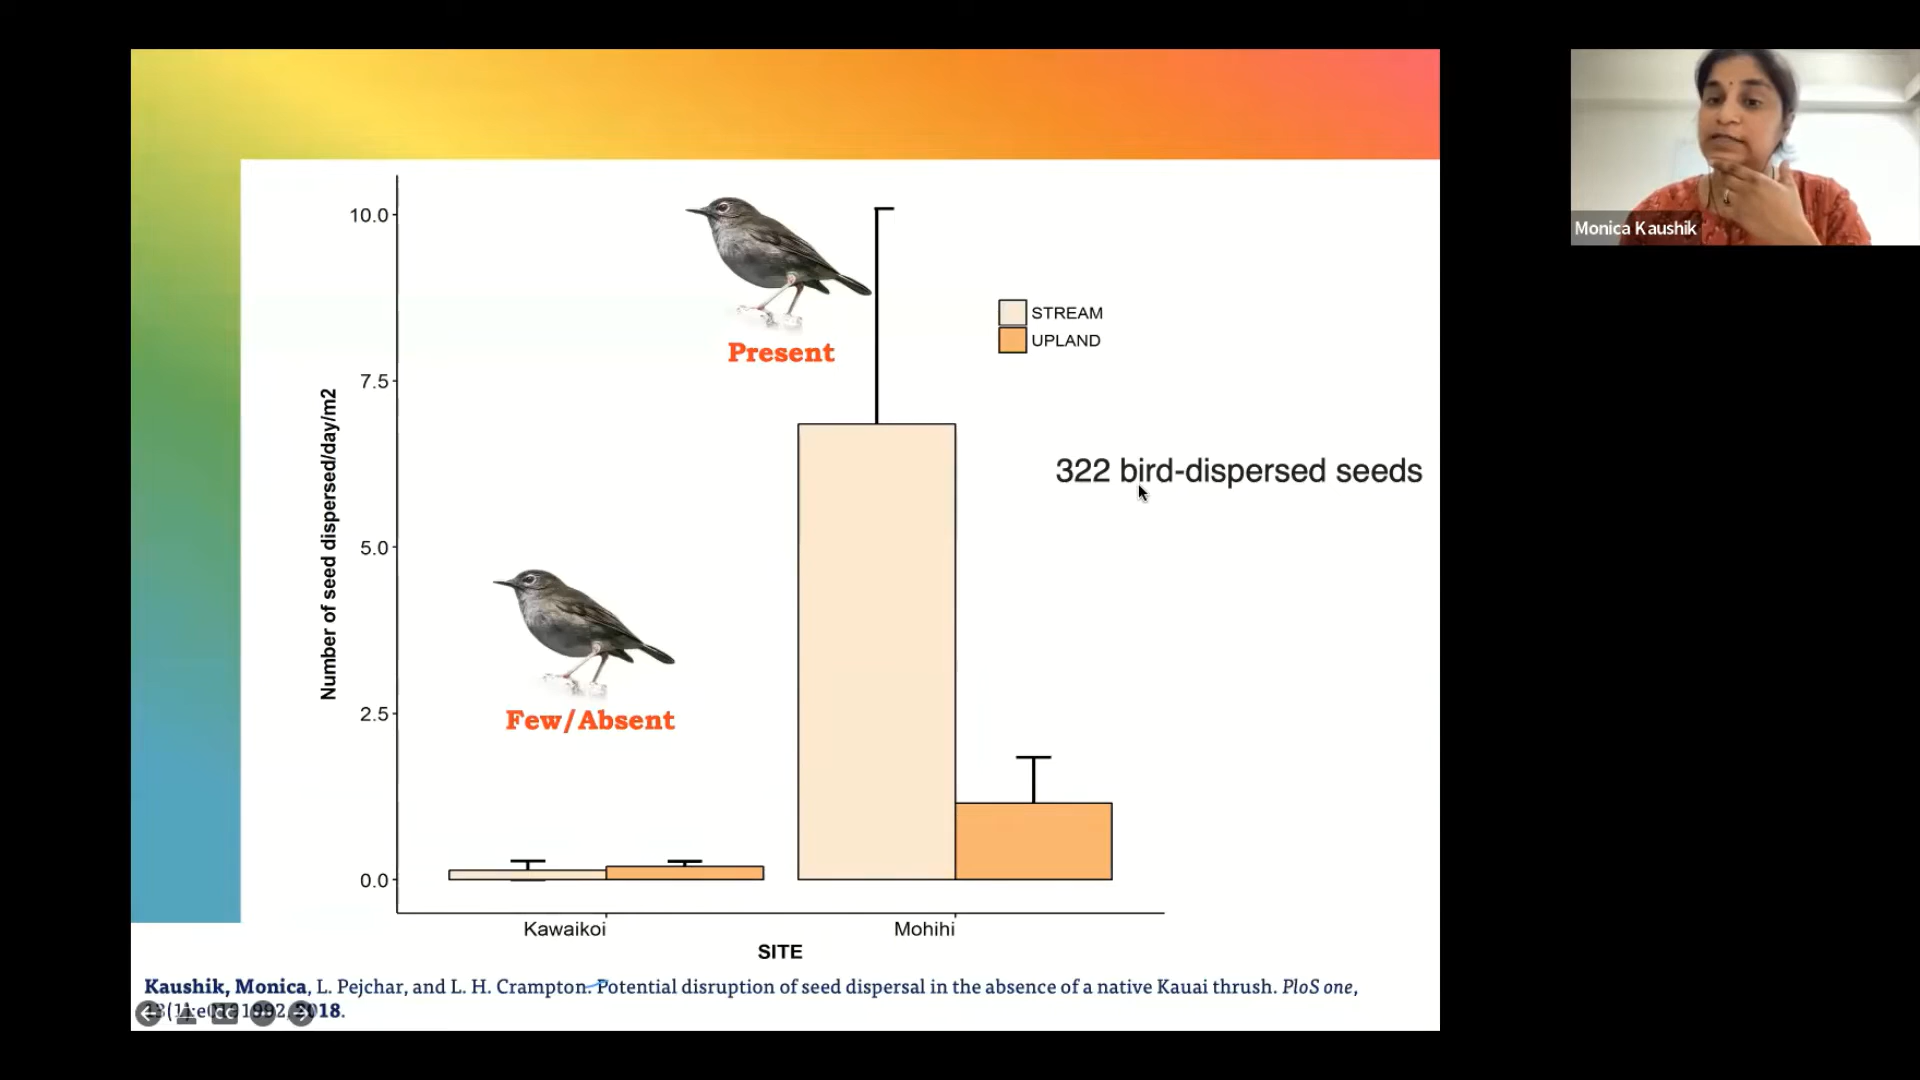 10.0
7.5
5.0
2.5
0.0
Number of seed dispersed/day/m2
Present
Few/Absent
STREAM
UPLAND
322 bird-dispersed seeds
Kawaikoi
Mohihi
SITE
Kaushik, Monica, L. Pejchar, and L. H. Crampton. Potential disruption of seed dispersal in the absence of a native Kauai thrush. PloS one,
2018.
Monica Kaushik